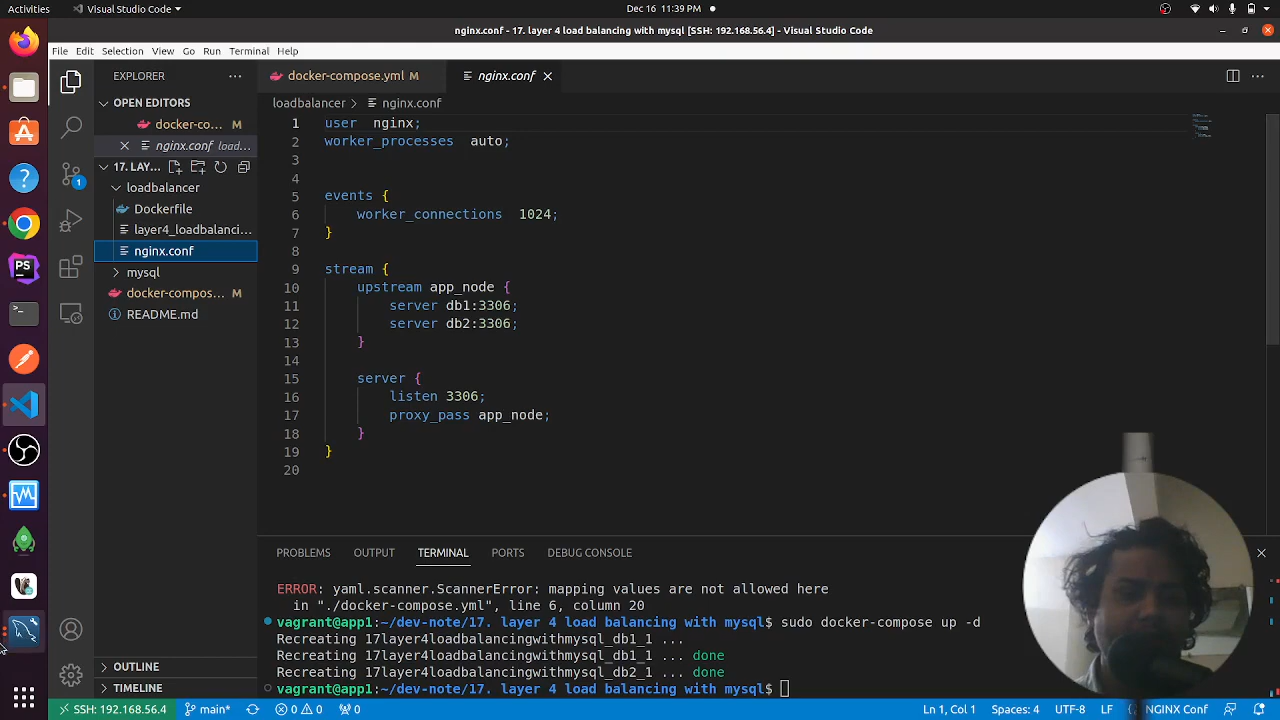 Activities
Visual Studio Code
Dec 16 11:39 PM
nginx.conf - 17. layer 4 load balancing with mysql [SSH: 192.168.56.4] - Visual Studio Code
File Edit Selection View Go Run Terminal Help
EXPLORER
docker-compose.yml M
nginx.conf
OPEN EDITORS
docker-co... M
nginx.conf load...
17. LAY...
loadbalancer
Dockerfile
layer4_loadbalanci...
nginx.conf
mysql
docker-compos... M
README.md
OUTLINE
TIMELINE
loadbalancer > nginx.conf
1 user  nginx;
2 worker_processes  auto;
3
4
5 events {
6 worker_connections  1024;
7 }
8
9 stream {
10 upstream app_node {
11 server db1:3306;
12 server db2:3306;
13 }
14
15 server {
16 listen 3306;
17 proxy_pass app_node;
18 }
19 }
20
PROBLEMS OUTPUT TERMINAL PORTS DEBUG CONSOLE
ERROR: yaml.scanner.ScannerError: mapping values are not allowed here
in "./docker-compose.yml", line 6, column 20
vagrant@app1:~/dev-note/17. layer 4 load balancing with mysql$ sudo docker-compose up -d
Recreating 17layer4loadbalancingwithmysql_db1_1 ...
Recreating 17layer4loadbalancingwithmysql_db1_1 ... done
Recreating 17layer4loadbalancingwithmysql_db2_1 ... done
vagrant@app1:~/dev-note/17. layer 4 load balancing with mysql$
1
PS
SSH: 192.168.56.4 main* 0 0 0 Ln 1, Col 1 Spaces: 4 UTF-8 LF NGINX Conf